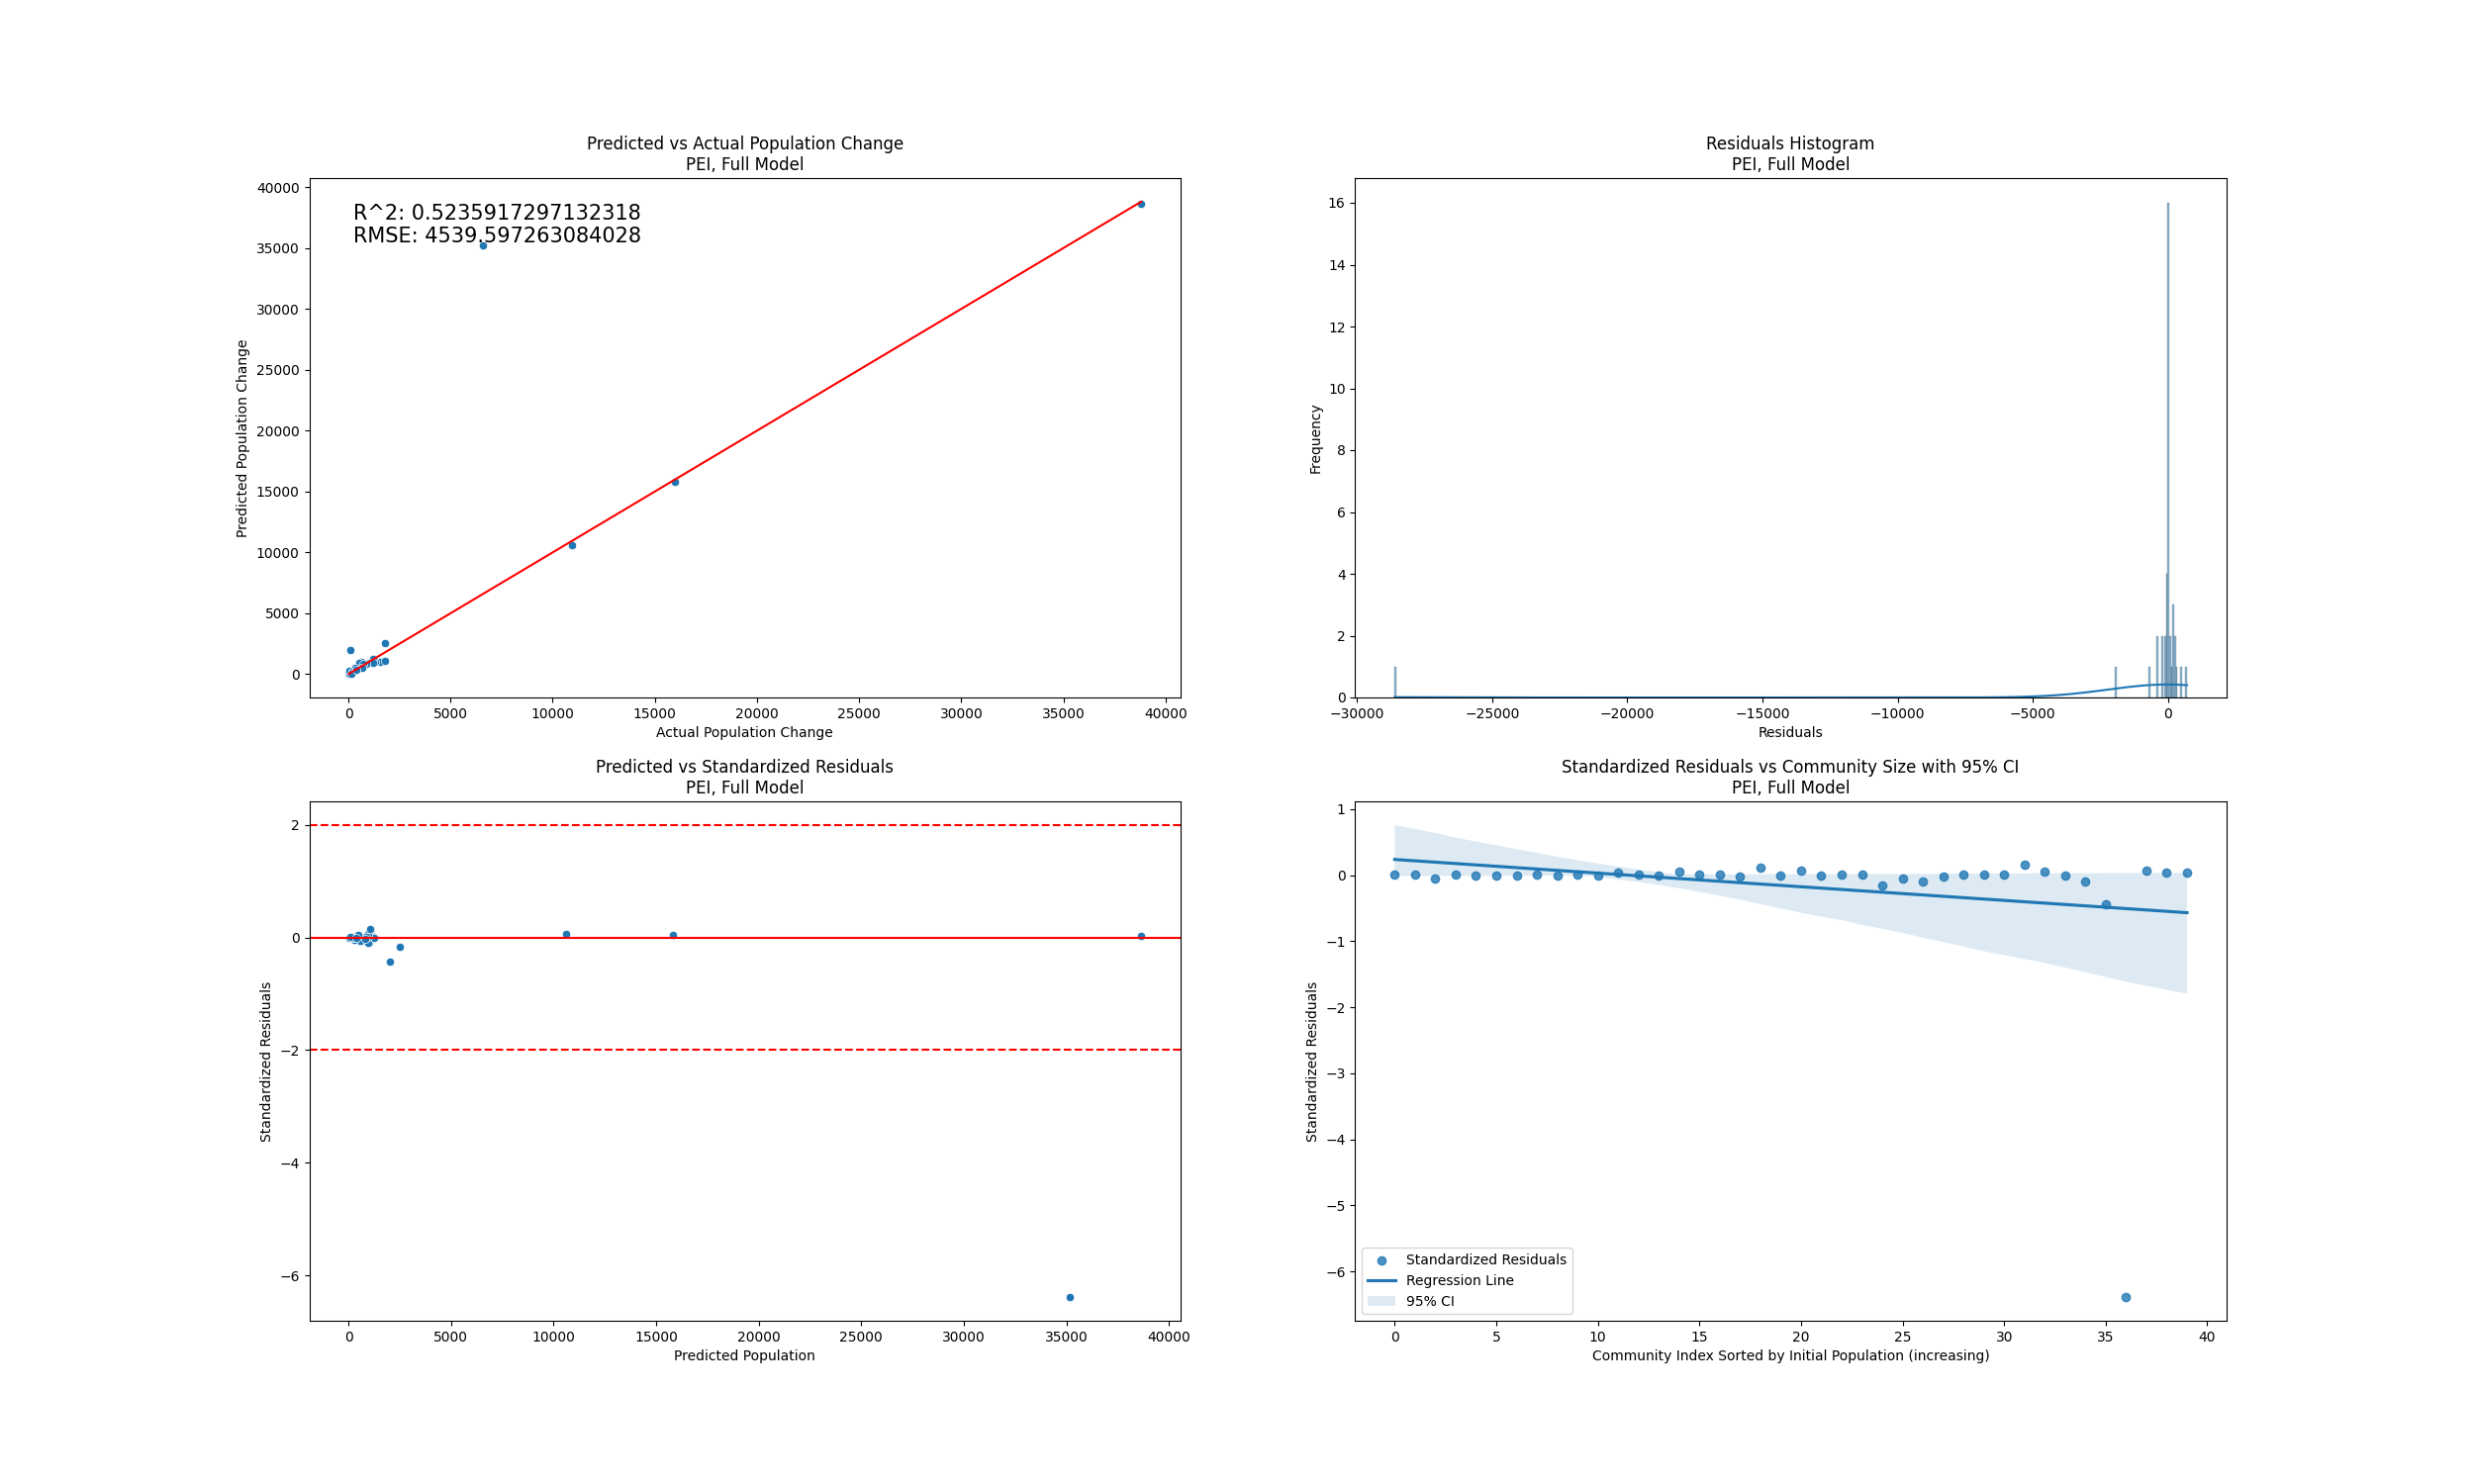 Predicted vs Actual Population Change
PEI, Full Model
R^2: 0.5235917297132318
RMSE: 4539.597263084028
40000
35000
30000
25000
20000
15000
10000
5000
0
Predicted Population Change
0 5000 10000 15000 20000 25000 30000 35000 40000
Actual Population Change
Residuals Histogram
PEI, Full Model
16
14
12
10
8
6
4
2
0
Frequency
−30000 −25000 −20000 −15000 −10000 −5000 0
Residuals
Predicted vs Standardized Residuals
PEI, Full Model
2
0
−2
−4
−6
Standardized Residuals
0 5000 10000 15000 20000 25000 30000 35000 40000
Predicted Population
Standardized Residuals vs Community Size with 95% CI
PEI, Full Model
1
0
−1
−2
−3
−4
−5
−6
Standardized Residuals
Standardized Residuals
Regression Line
95% CI
0 5 10 15 20 25 30 35 40
Community Index Sorted by Initial Population (increasing)